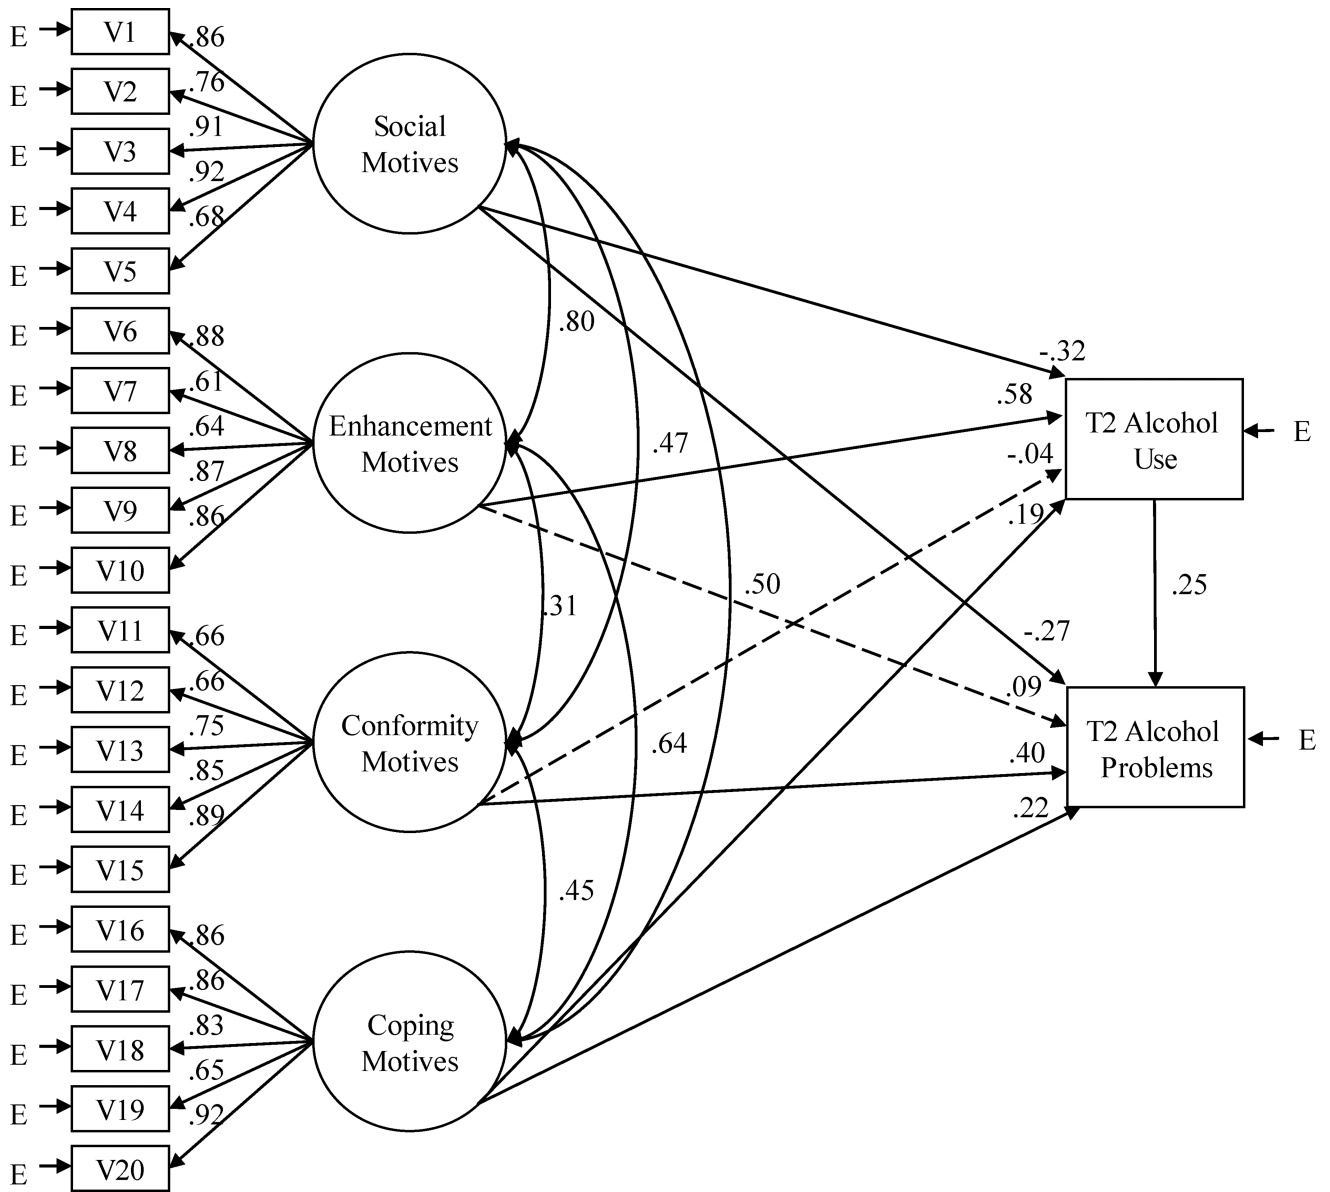 E V1 .86
E V2 .76
E V3 .91
E V4 .92
E V5 .68
Social
Motives
E V6 .88
E V7 .61
E V8 .64
E V9 .87
E V10 .86
Enhancement
Motives
E V11 .66
E V12 .66
E V13 .75
E V14 .85
E V15 .89
Conformity
Motives
E V16 .86
E V17 .86
E V18 .83
E V19 .65
E V20 .92
Coping
Motives
.80
.47
.31
.50
.64
.45
-.32
.58
-.04
.19
T2 Alcohol
Use
E
.25
-.27
.09
.40
.22
T2 Alcohol
Problems
E